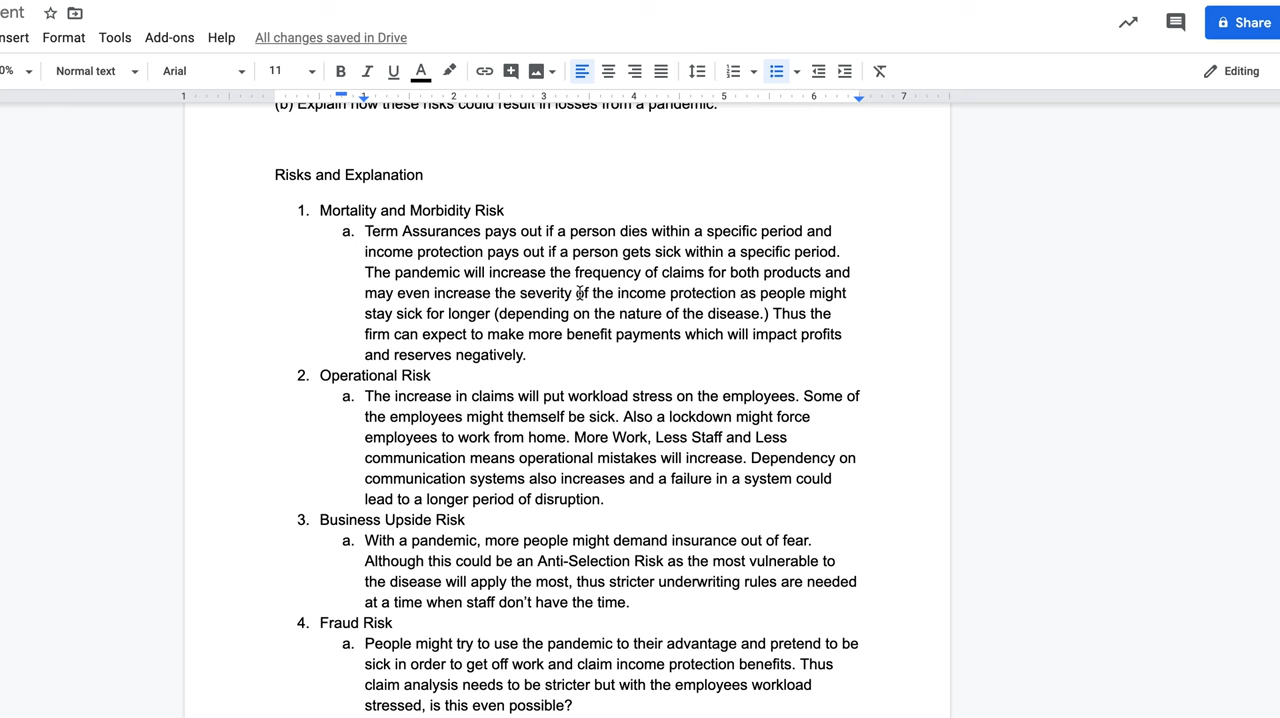 ent
nsert Format Tools Add-ons Help All changes saved in Drive
Share
0% Normal text Arial 11 B I U A Editing
1 1 2 3 4 5 6 7
(b) Explain how these risks could result in losses from a pandemic.
Risks and Explanation
1. Mortality and Morbidity Risk
a. Term Assurances pays out if a person dies within a specific period and
income protection pays out if a person gets sick within a specific period.
The pandemic will increase the frequency of claims for both products and
may even increase the severity of the income protection as people might
stay sick for longer (depending on the nature of the disease.) Thus the
firm can expect to make more benefit payments which will impact profits
and reserves negatively.
2. Operational Risk
a. The increase in claims will put workload stress on the employees. Some of
the employees might themself be sick. Also a lockdown might force
employees to work from home. More Work, Less Staff and Less
communication means operational mistakes will increase. Dependency on
communication systems also increases and a failure in a system could
lead to a longer period of disruption.
3. Business Upside Risk
a. With a pandemic, more people might demand insurance out of fear.
Although this could be an Anti-Selection Risk as the most vulnerable to
the disease will apply the most, thus stricter underwriting rules are needed
at a time when staff don’t have the time.
4. Fraud Risk
a. People might try to use the pandemic to their advantage and pretend to be
sick in order to get off work and claim income protection benefits. Thus
claim analysis needs to be stricter but with the employees workload
stressed, is this even possible?